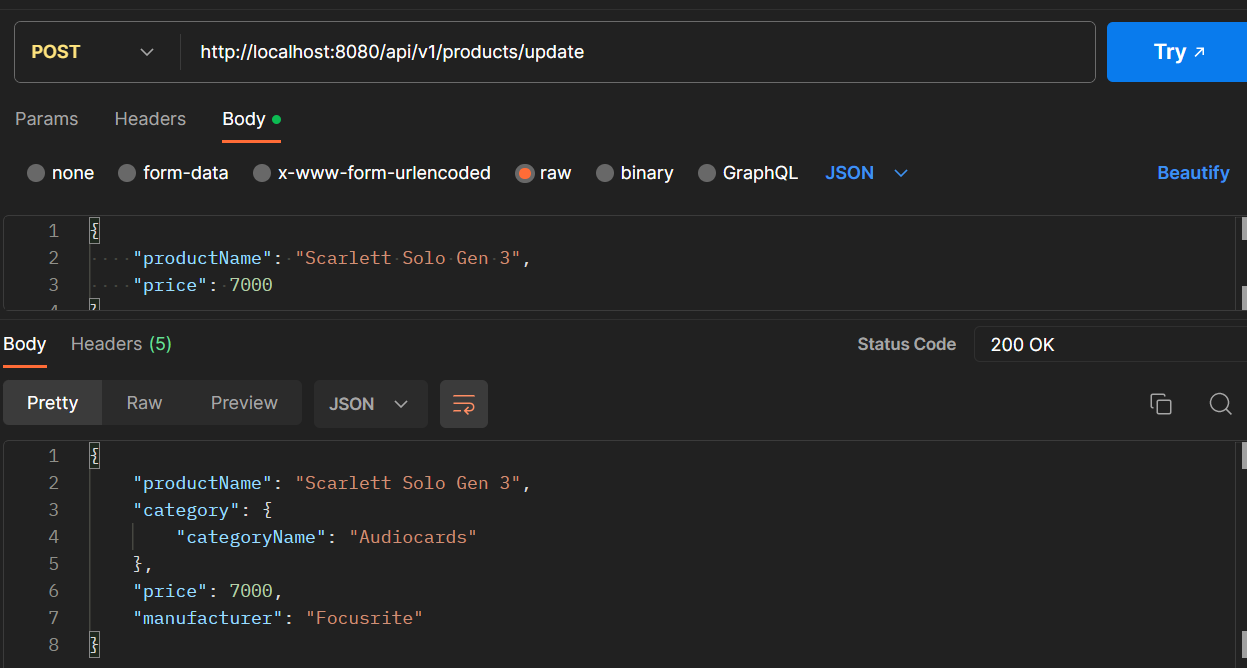 POST http://localhost:8080/api/v1/products/update Try
Params Headers Body
none form-data x-www-form-urlencoded raw binary GraphQL JSON Beautify
1 {
2 "productName": "Scarlett Solo Gen 3",
3 "price": 7000
4 }
Body Headers (5) Status Code 200 OK
Pretty Raw Preview JSON
1 {
2 "productName": "Scarlett Solo Gen 3",
3 "category": {
4 "categoryName": "Audiocards"
5 },
6 "price": 7000,
7 "manufacturer": "Focusrite"
8 }